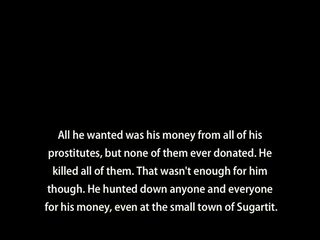 All he wanted was his money from all of his
prostitutes, but none of them ever donated. He
killed all of them. That wasn't enough for him
though. He hunted down anyone and everyone
for his money, even at the small town of Sugartit.